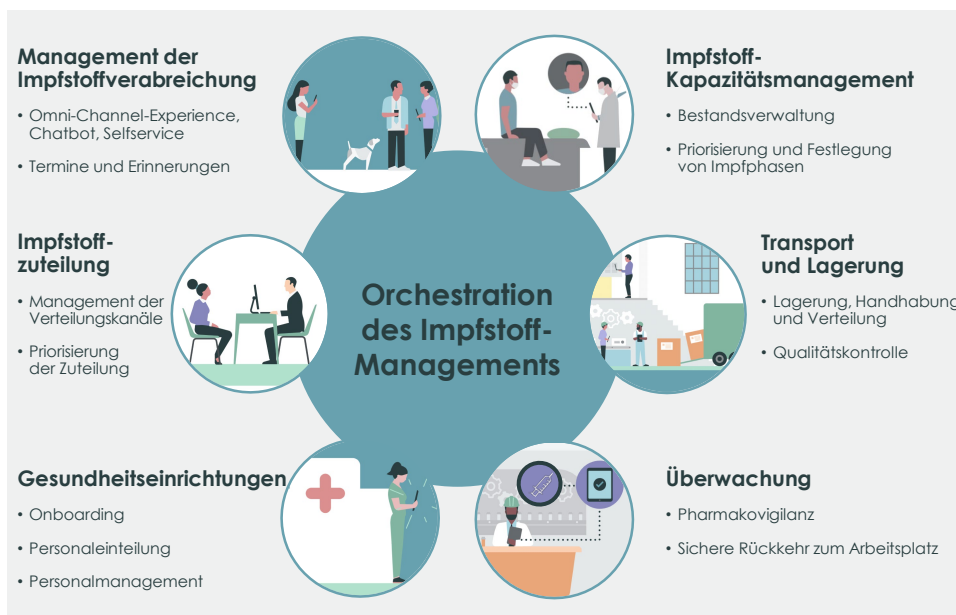 Management der
Impfstoffverabreichung
• Omni-Channel-Experience,
Chatbot, Selfservice
• Termine und Erinnerungen
Impfstoff-
Kapazitätsmanagement
• Bestandsverwaltung
• Priorisierung und Festlegung
von Impfphasen
Impfstoff-
zuteilung
• Management der
Verteilungskanäle
• Priorisierung
der Zuteilung
Orchestration
des Impfstoff-
Managements
Transport
und Lagerung
• Lagerung, Handhabung
und Verteilung
• Qualitätskontrolle
Gesundheitseinrichtungen
• Onboarding
• Personaleinteilung
• Personalmanagement
Überwachung
• Pharmakovigilanz
• Sichere Rückkehr zum Arbeitsplatz